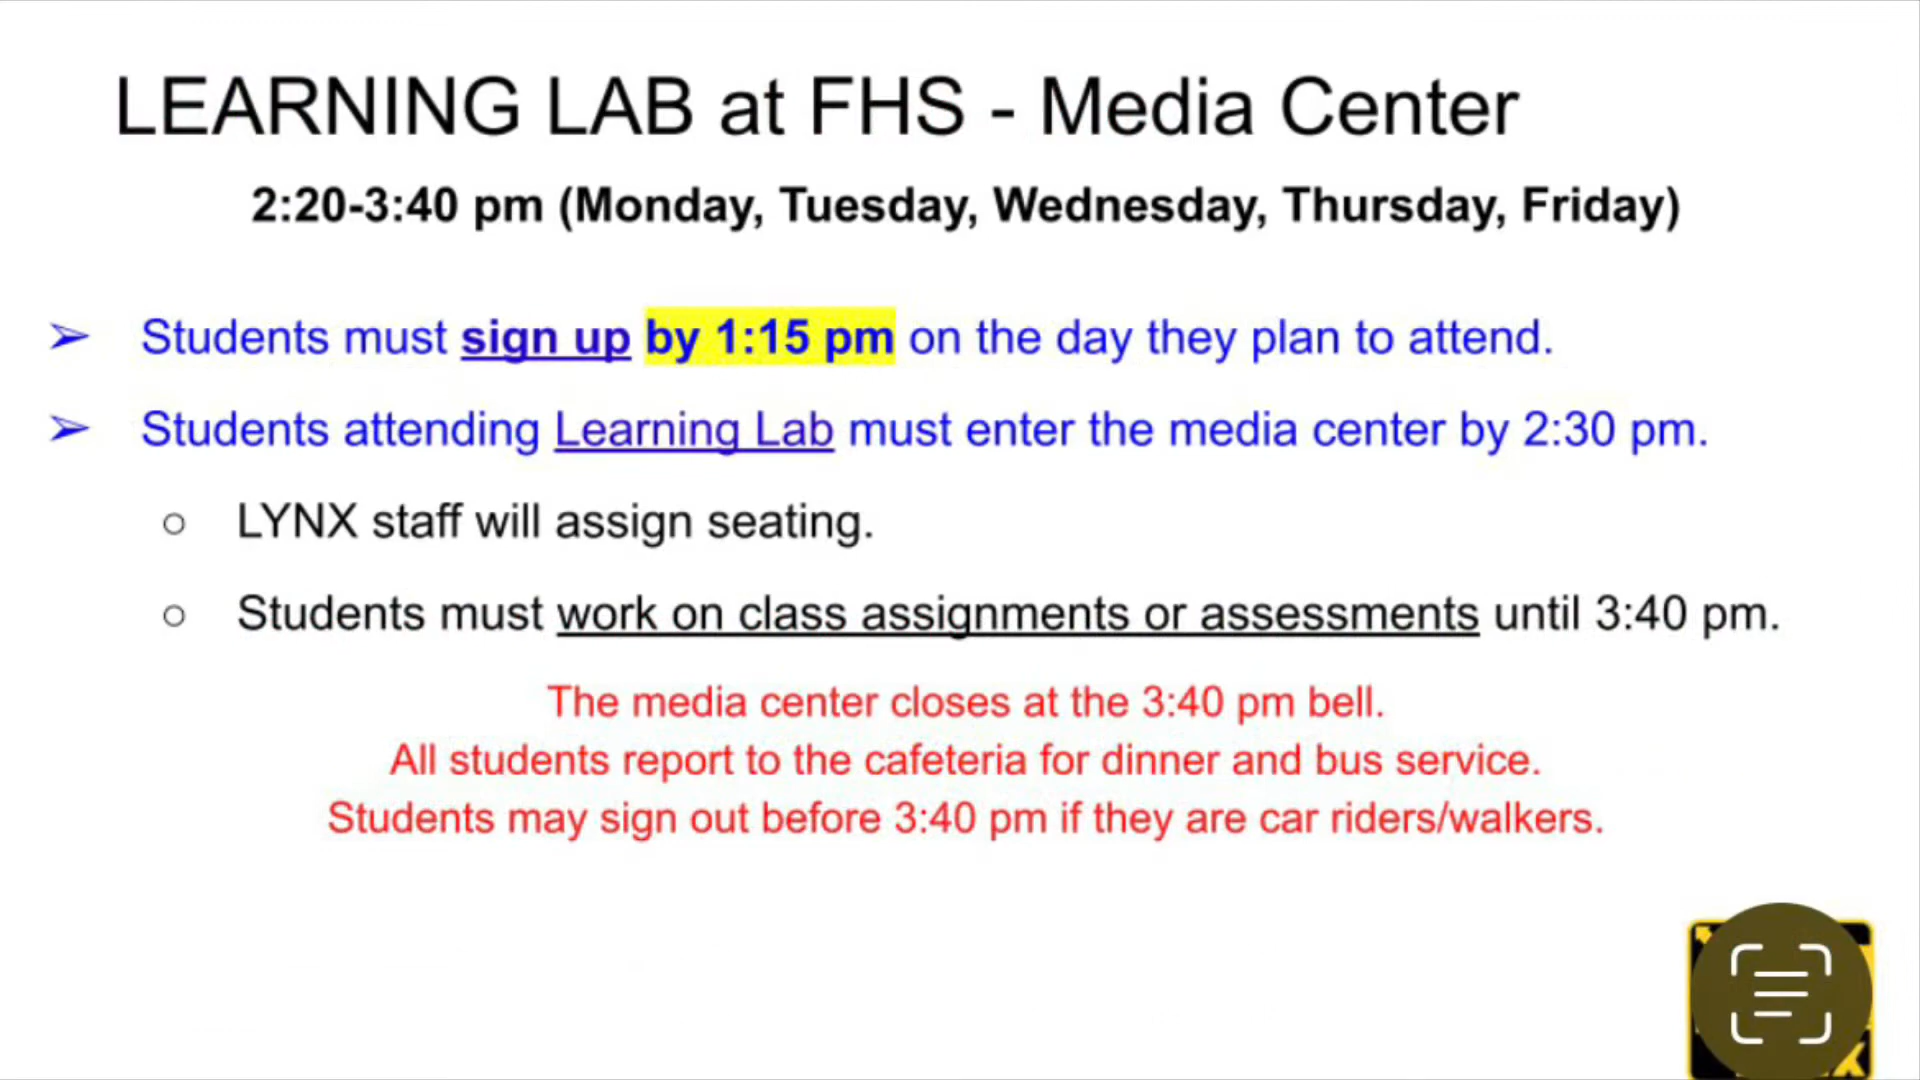 LEARNING LAB at FHS - Media Center
2:20-3:40 pm (Monday, Tuesday, Wednesday, Thursday, Friday)
➢ Students must sign up by 1:15 pm on the day they plan to attend.
➢ Students attending Learning Lab must enter the media center by 2:30 pm.
○ LYNX staff will assign seating.
○ Students must work on class assignments or assessments until 3:40 pm.
The media center closes at the 3:40 pm bell.
All students report to the cafeteria for dinner and bus service.
Students may sign out before 3:40 pm if they are car riders/walkers.